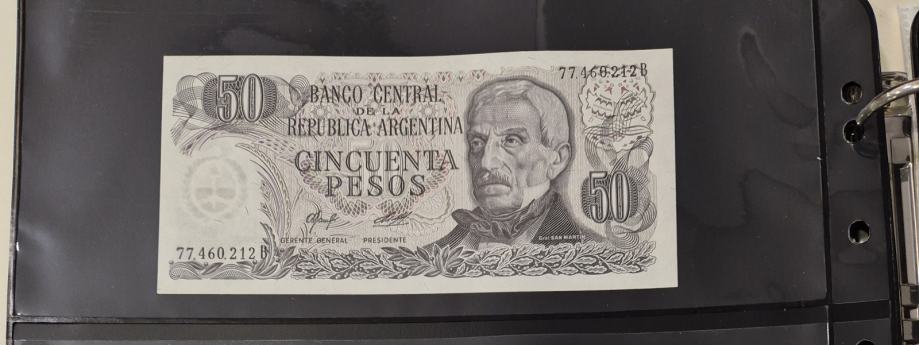 50
77.460.212 B
BANCO CENTRAL
DE LA
REPUBLICA ARGENTINA
CINCUENTA
PESOS
50
GERENTE GENERAL PRESIDENTE
Gral SAN MARTIN
77.460.212 B